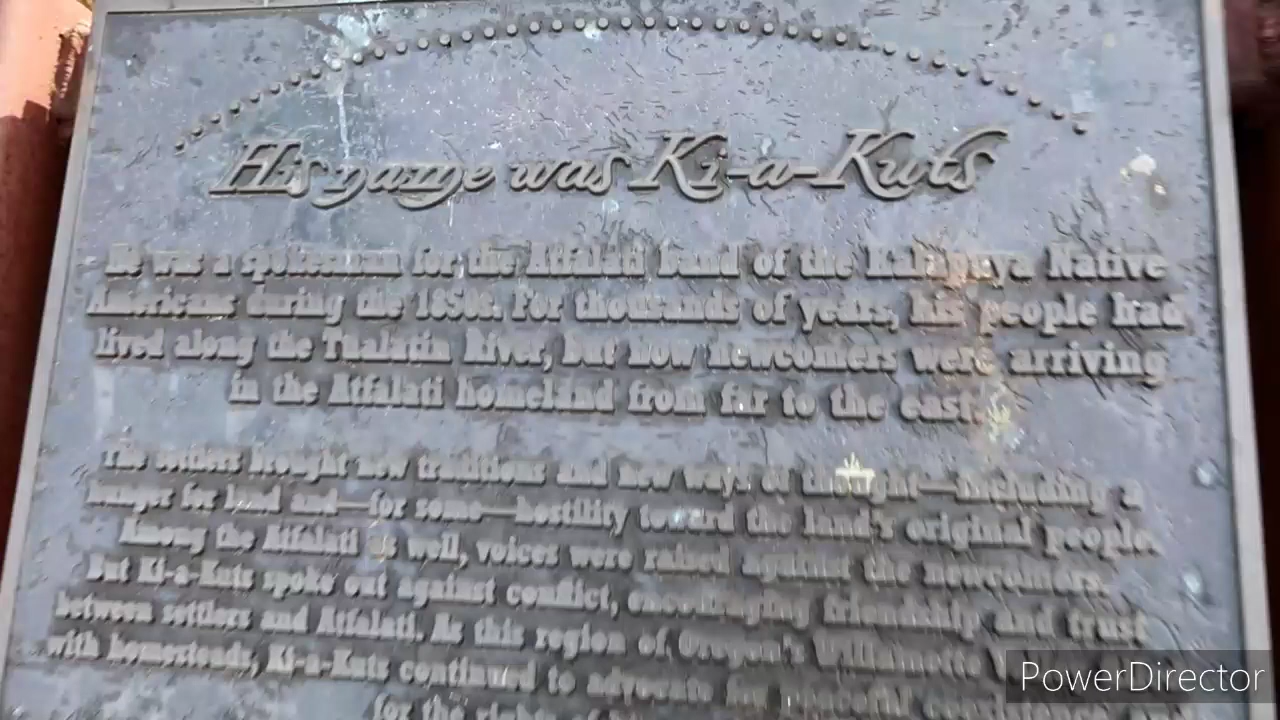 His name was Ki-a-Kuts
He was a spokesman for the Atfalati band of the Kalapuya Native
Americans during the 1850s. For thousands of years, his people had
lived along the Tualatin River, but now newcomers were arriving
in the Atfalati homeland from far to the east.
The settlers brought new traditions and new ways of thought—including a
hunger for land and—for some—hostility toward the land's original people.
Among the Atfalati as well, voices were raised against the newcomers.
But Ki-a-Kuts spoke out against conflict, encouraging friendship and trust
between settlers and Atfalati. As this region of Oregon's Willamette
with homesteads, Ki-a-Kuts continued to advocate for peaceful
for the rights of
PowerDirector